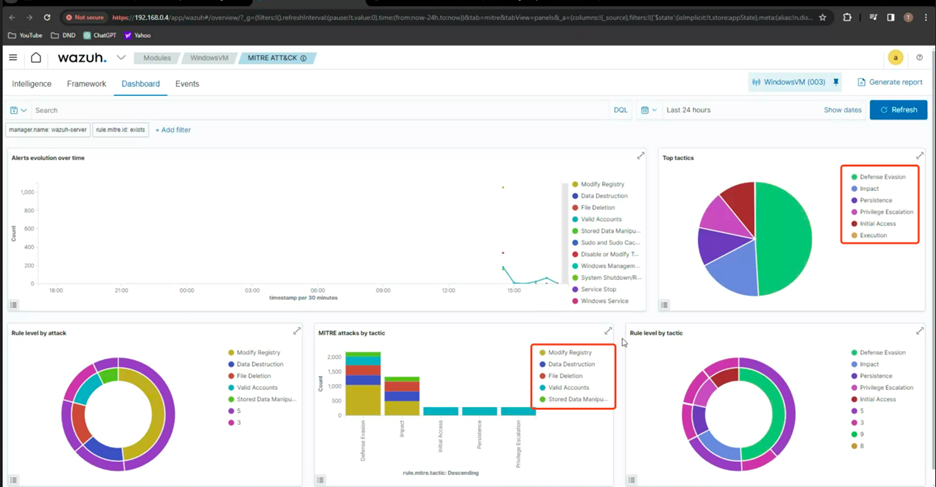 Not secure https://192.168.0.4/app/wazuh#/overview/?_g=(filters:!(),refreshInterval:(pause:!t,value:0),time:(from:now-24h,to:now))&tab=mitre&tabView=panels&_a=(columns:!(_source),filters:!(('$state':(isImplicit:!t,store:appState),meta:(alias:!n,dis...
YouTube DND ChatGPT Yahoo
wazuh. Modules WindowsVM MITRE ATT&CK a
Intelligence Framework Dashboard Events WindowsVM (003) Generate report
Search DQL Last 24 hours Show dates Refresh
manager.name: wazuh-server rule.mitre.id: exists + Add filter
Alerts evolution over time
Count
1,000
800
600
400
200
0
18:00 21:00 00:00 03:00 06:00 09:00 12:00 15:00
timestamp per 30 minutes
Modify Registry
Data Destruction
File Deletion
Valid Accounts
Stored Data Manipu...
Sudo and Sudo Cac...
Disable or Modify T...
Windows Managem...
System Shutdown/R...
Service Stop
Windows Service
Top tactics
Defense Evasion
Impact
Persistence
Privilege Escalation
Initial Access
Execution
Rule level by attack
Modify Registry
Data Destruction
File Deletion
Valid Accounts
Stored Data Manipu...
5
3
MITRE attacks by tactic
Count
2,000
1,500
1,000
500
0
Defense Evasion
Impact
Initial Access
Persistence
Privilege Escalation
rule.mitre.tactic: Descending
Modify Registry
Data Destruction
File Deletion
Valid Accounts
Stored Data Manipu...
Rule level by tactic
Defense Evasion
Impact
Persistence
Privilege Escalation
Initial Access
5
3
9
8